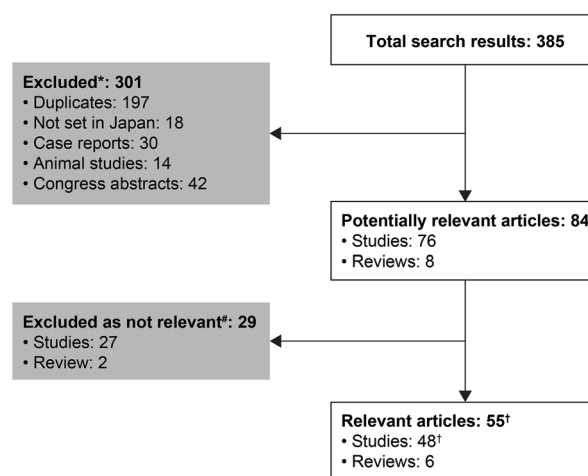 Total search results: 385
Excluded*: 301
• Duplicates: 197
• Not set in Japan: 18
• Case reports: 30
• Animal studies: 14
• Congress abstracts: 42
Potentially relevant articles: 84
• Studies: 76
• Reviews: 8
Excluded as not relevant#: 29
• Studies: 27
• Review: 2
Relevant articles: 55†
• Studies: 48†
• Reviews: 6